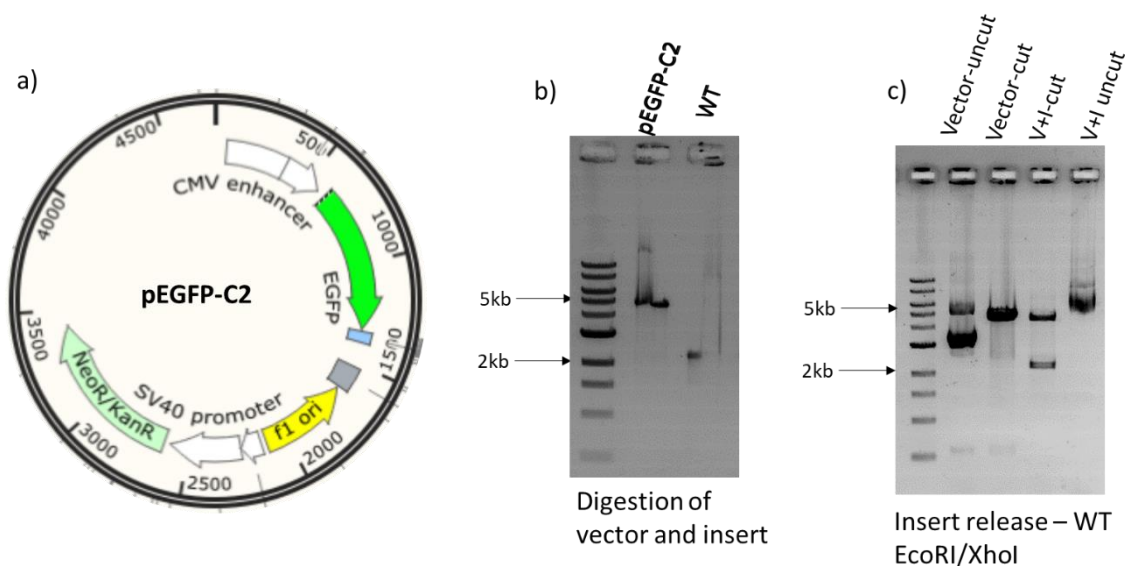 a)
4500
500
CMV enhancer
4000
1000
EGFP
pEGFP-C2
3500
1500
NeoR/KanR
SV40 promoter
f1 ori
3000
2000
2500
b)
pEGFP-C2
WT
5kb
2kb
Digestion of
vector and insert
c)
Vector-uncut
Vector-cut
V+I-cut
V+I uncut
5kb
2kb
Insert release – WT
EcoRI/XhoI